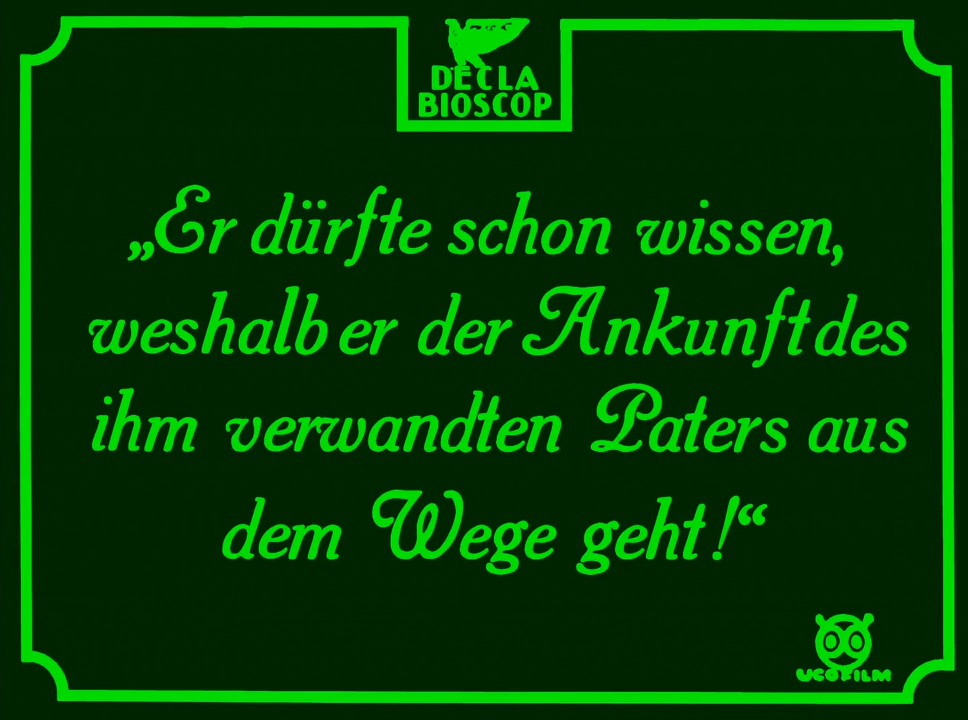 DECLA
BIOSCOP
„Er dürfte schon wissen,
weshalb er der Ankunft des
ihm verwandten Paters aus
dem Wege geht!“
UCOFILM